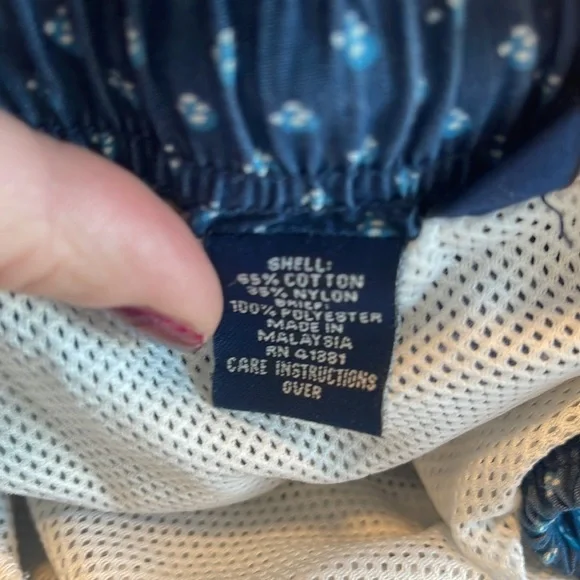 SHELL:
65% COTTON
35% NYLON
BRIEF:
100% POLYESTER
MADE IN
MALAYSIA
RN 41381
CARE INSTRUCTIONS
OVER